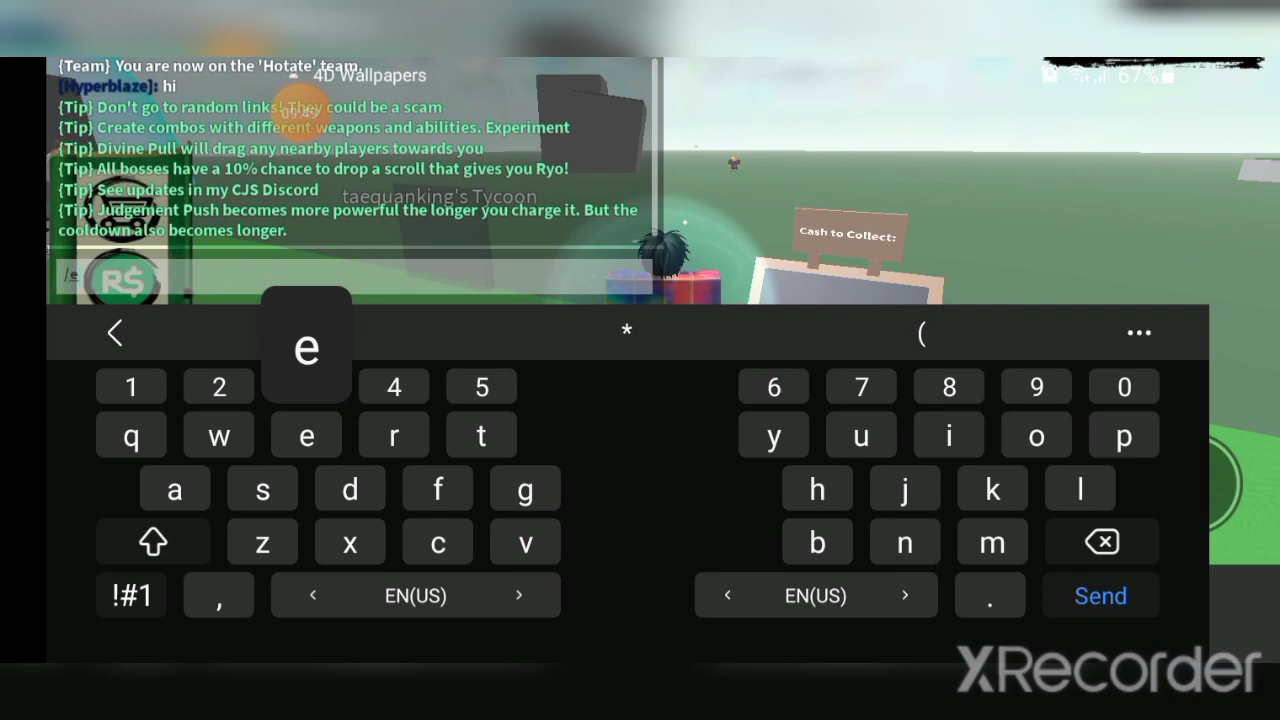 {Team} You are now on the 'Hotate' team.
4D Wallpapers
67%
[Hyperblaze]: hi
{Tip} Don't go to random links! They could be a scam
09:49
{Tip} Create combos with different weapons and abilities. Experiment
{Tip} Divine Pull will drag any nearby players towards you
{Tip} All bosses have a 10% chance to drop a scroll that gives you Ryo!
{Tip} See updates in my CJS Discord
taequanking's Tycoon
{Tip} Judgement Push becomes more powerful the longer you charge it. But the
cooldown also becomes longer.
Cash to Collect:
/e
R$
e
* ( ...
1 2 4 5 6 7 8 9 0
q w e r t y u i o p
a s d f g h j k l
z x c v b n m
!#1 , < EN(US) > < EN(US) > . Send
XRecorder